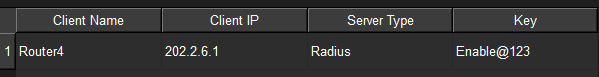 Client Name Client IP Server Type Key
1 Router4 202.2.6.1 Radius Enable@123